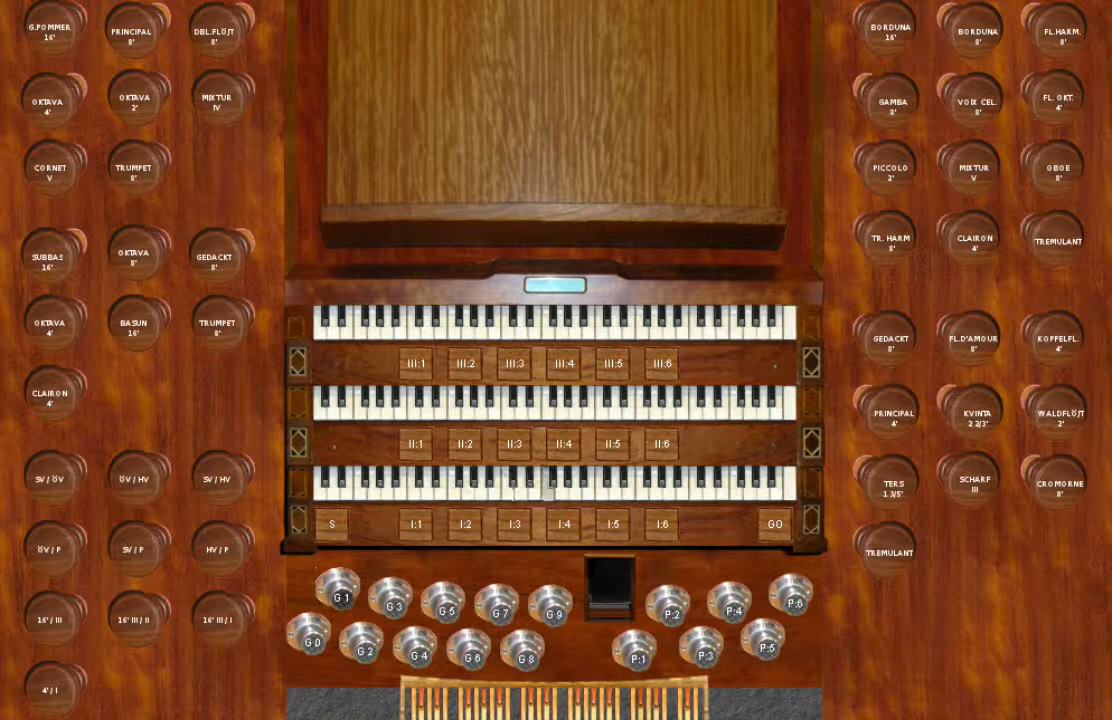 G.POMMER
16'
PRINCIPAL
8'
DBL.FLÖJT
8'
OKTAVA
4'
OKTAVA
2'
MIXTUR
IV
CORNET
V
TRUMPET
8'
SUBBAS
16'
OKTAVA
8'
GEDACKT
8'
OKTAVA
4'
BASUN
16'
TRUMPET
8'
CLAIRON
4'
SV / ÖV
ÖV / HV
SV / HV
ÖV / P
SV / P
HV / P
16' / III
16' III / II
16' III / I
4' / I
III:1
III:2
III:3
III:4
III:5
III:6
II:1
II:2
II:3
II:4
II:5
II:6
S
I:1
I:2
I:3
I:4
I:5
I:6
GO
G 1
G 3
G 5
G 7
G 9
P:2
P:4
P:6
G 0
G 2
G 4
G 6
G 8
P:1
P:3
P:5
BORDUNA
16'
BORDUNA
8'
FL.HARM.
8'
GAMBA
8'
VOIX CEL.
8'
FL. OKT.
4'
PICCOLO
2'
MIXTUR
V
OBOE
8'
TR. HARM
8'
CLAIRON
4'
TREMULANT
GEDACKT
8'
FL.D'AMOUR
8'
KOPPELFL.
4'
PRINCIPAL
4'
KVINTA
2 2/3'
WALDFLÖJT
2'
TERS
1 3/5'
SCHARF
III
CROMORNE
8'
TREMULANT